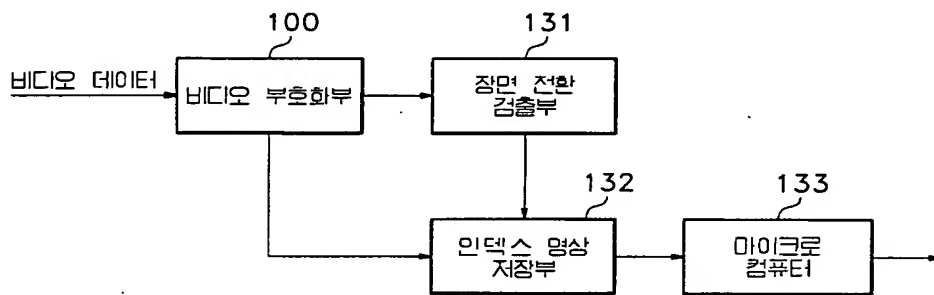 100
131
비디오 데이터
비디오 부호화부
장면 전환
검출부
132
133
인덱스 영상
저장부
마이크로
컴퓨터